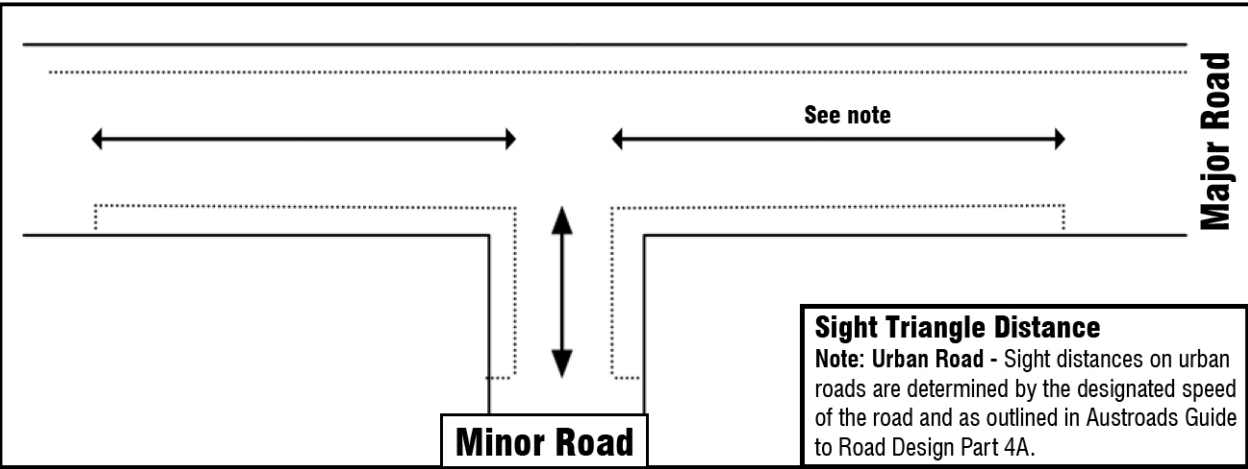 See note
Major Road
Sight Triangle Distance
Note: Urban Road - Sight distances on urban
roads are determined by the designated speed
of the road and as outlined in Austroads Guide
to Road Design Part 4A.
Minor Road